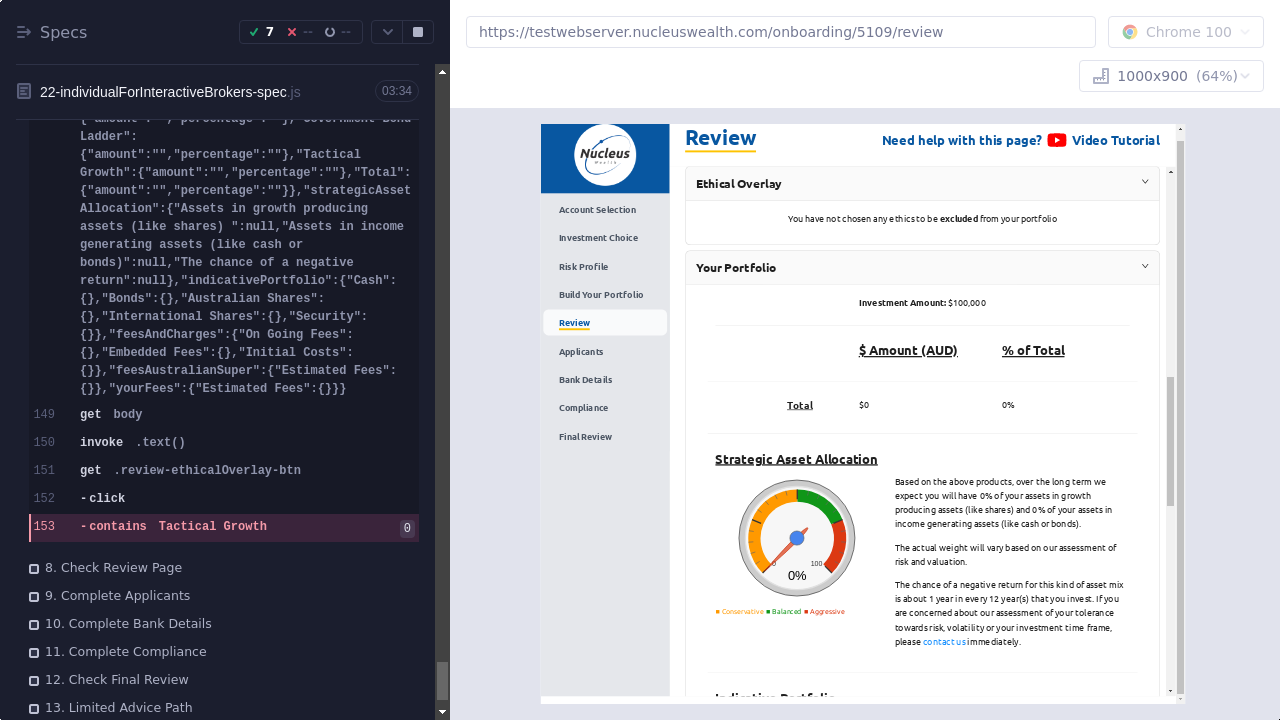 Specs
7
--
--
22-individualForInteractiveBrokers-spec.js
03:34
Ladder":
{"amount":"","percentage":""},"Tactical
Growth":{"amount":"","percentage":""},"Total":
{"amount":"","percentage":""}},"strategicAsset
Allocation":{"Assets in growth producing
assets (like shares) ":null,"Assets in income
generating assets (like cash or
bonds)":null,"The chance of a negative
return":null},"indicativePortfolio":{"Cash":
{},"Bonds":{},"Australian Shares":
{},"International Shares":{},"Security":
{}},"feesAndCharges":{"On Going Fees":
{},"Embedded Fees":{},"Initial Costs":
{}},"feesAustralianSuper":{"Estimated Fees":
{}},"yourFees":{"Estimated Fees":{}}}
149 get body
150 invoke .text()
151 get .review-ethicalOverlay-btn
152 -click
153 -contains Tactical Growth 0
8. Check Review Page
9. Complete Applicants
10. Complete Bank Details
11. Complete Compliance
12. Check Final Review
13. Limited Advice Path
https://testwebserver.nucleuswealth.com/onboarding/5109/review
Chrome 100
1000x900 (64%)
Nucleus
Wealth
Account Selection
Investment Choice
Risk Profile
Build Your Portfolio
Review
Applicants
Bank Details
Compliance
Final Review
Review
Need help with this page? Video Tutorial
Ethical Overlay
You have not chosen any ethics to be excluded from your portfolio
Your Portfolio
Investment Amount: $100,000
$ Amount (AUD) % of Total
Total $0 0%
Strategic Asset Allocation
0 100
0%
Conservative Balanced Aggressive
Based on the above products, over the long term we
expect you will have 0% of your assets in growth
producing assets (like shares) and 0% of your assets in
income generating assets (like cash or bonds).
The actual weight will vary based on our assessment of
risk and valuation.
The chance of a negative return for this kind of asset mix
is about 1 year in every 12 year(s) that you invest. If you
are concerned about our assessment of your tolerance
towards risk, volatility or your investment time frame,
please contact us immediately.
Indicative Portfolio